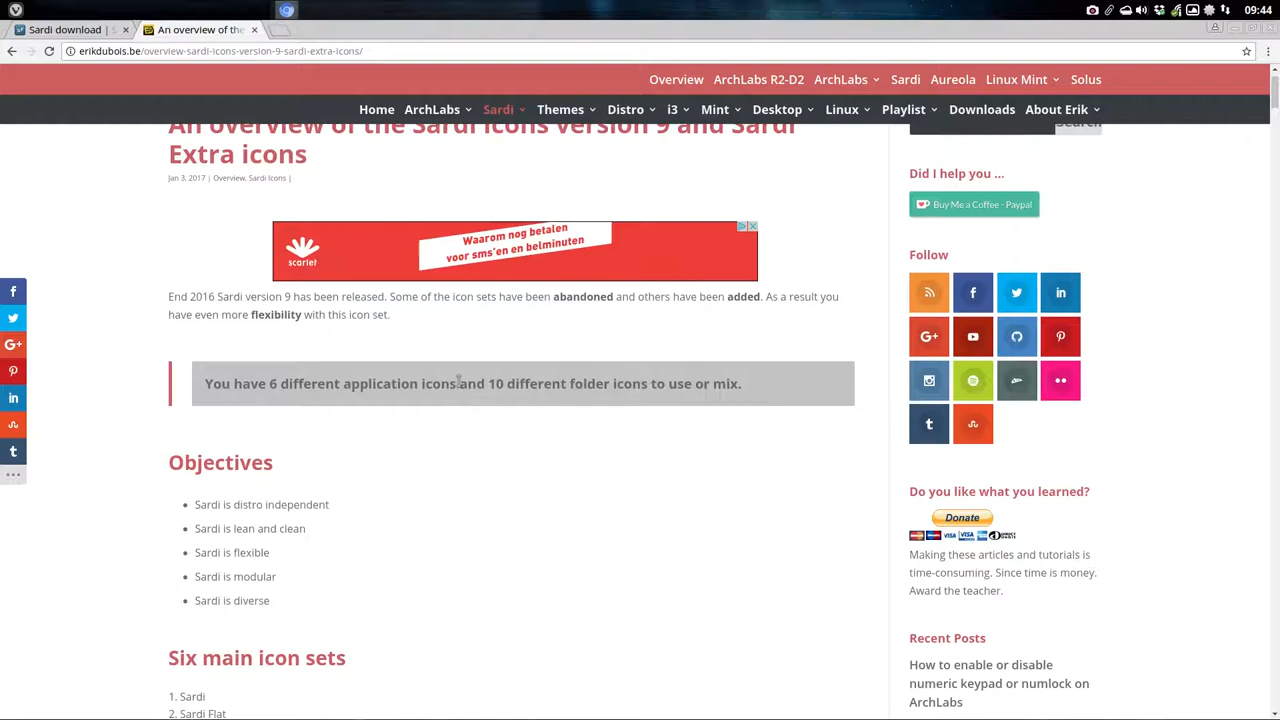 09:44
Sardi download |
An overview of the
erikdubois.be/overview-sardi-icons-version-9-sardi-extra-icons/
Overview ArchLabs R2-D2 ArchLabs Sardi Aureola Linux Mint Solus
Home ArchLabs Sardi Themes Distro i3 Mint Desktop Linux Playlist Downloads About Erik
An overview of the Sardi icons version 9 and Sardi
Extra icons
Search
Jan 3, 2017 | Overview, Sardi Icons |
Did I help you ...
Buy Me a Coffee - Paypal
Waarom nog betalen
voor sms'en en belminuten
scarlet
Follow
End 2016 Sardi version 9 has been released. Some of the icon sets have been abandoned and others have been added. As a result you
have even more flexibility with this icon set.
You have 6 different application icons and 10 different folder icons to use or mix.
Objectives
Sardi is distro independent
Sardi is lean and clean
Sardi is flexible
Sardi is modular
Sardi is diverse
Do you like what you learned?
Donate
Making these articles and tutorials is
time-consuming. Since time is money.
Award the teacher.
Six main icon sets
1. Sardi
2. Sardi Flat
Recent Posts
How to enable or disable
numeric keypad or numlock on
ArchLabs